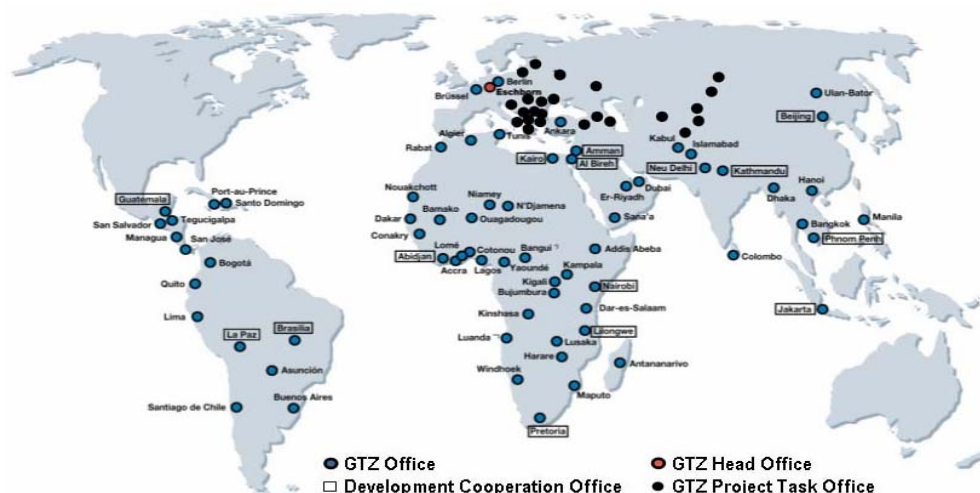 Berlin
Eschborn
Brüssel
Ulan-Bator
Beijing
Ankara
Algier
Tunis
Kabul
Islamabad
Rabat
Amman
Kairo
Al Bireh
Neu Delhi
Kathmandu
Guatemala
Port-au-Prince
Santo Domingo
Nouakchott
Niamey
Dubai
Er-Riyadh
Hanoi
Dhaka
Tegucigalpa
San Salvador
Bamako
N'Djamena
Dakar
Ouagadougou
Sana'a
Manila
Bangkok
Managua
San José
Conakry
Phnom Penh
Lomé
Cotonou
Bangui *)
Addis Abeba
Colombo
Abidjan
Bogotá
Accra
Lagos
Yaoundé
Kampala
Quito
Kigali
Nairobi
Bujumbura
Lima
Kinshasa
Dar-es-Salaam
Jakarta
La Paz
Brasilia
Luanda
Lilongwe
Lusaka
Harare
Antananarivo
Asunción
Windhoek
Maputo
Santiago de Chile
Buenos Aires
Pretoria
GTZ Office
GTZ Head Office
Development Cooperation Office
GTZ Project Task Office